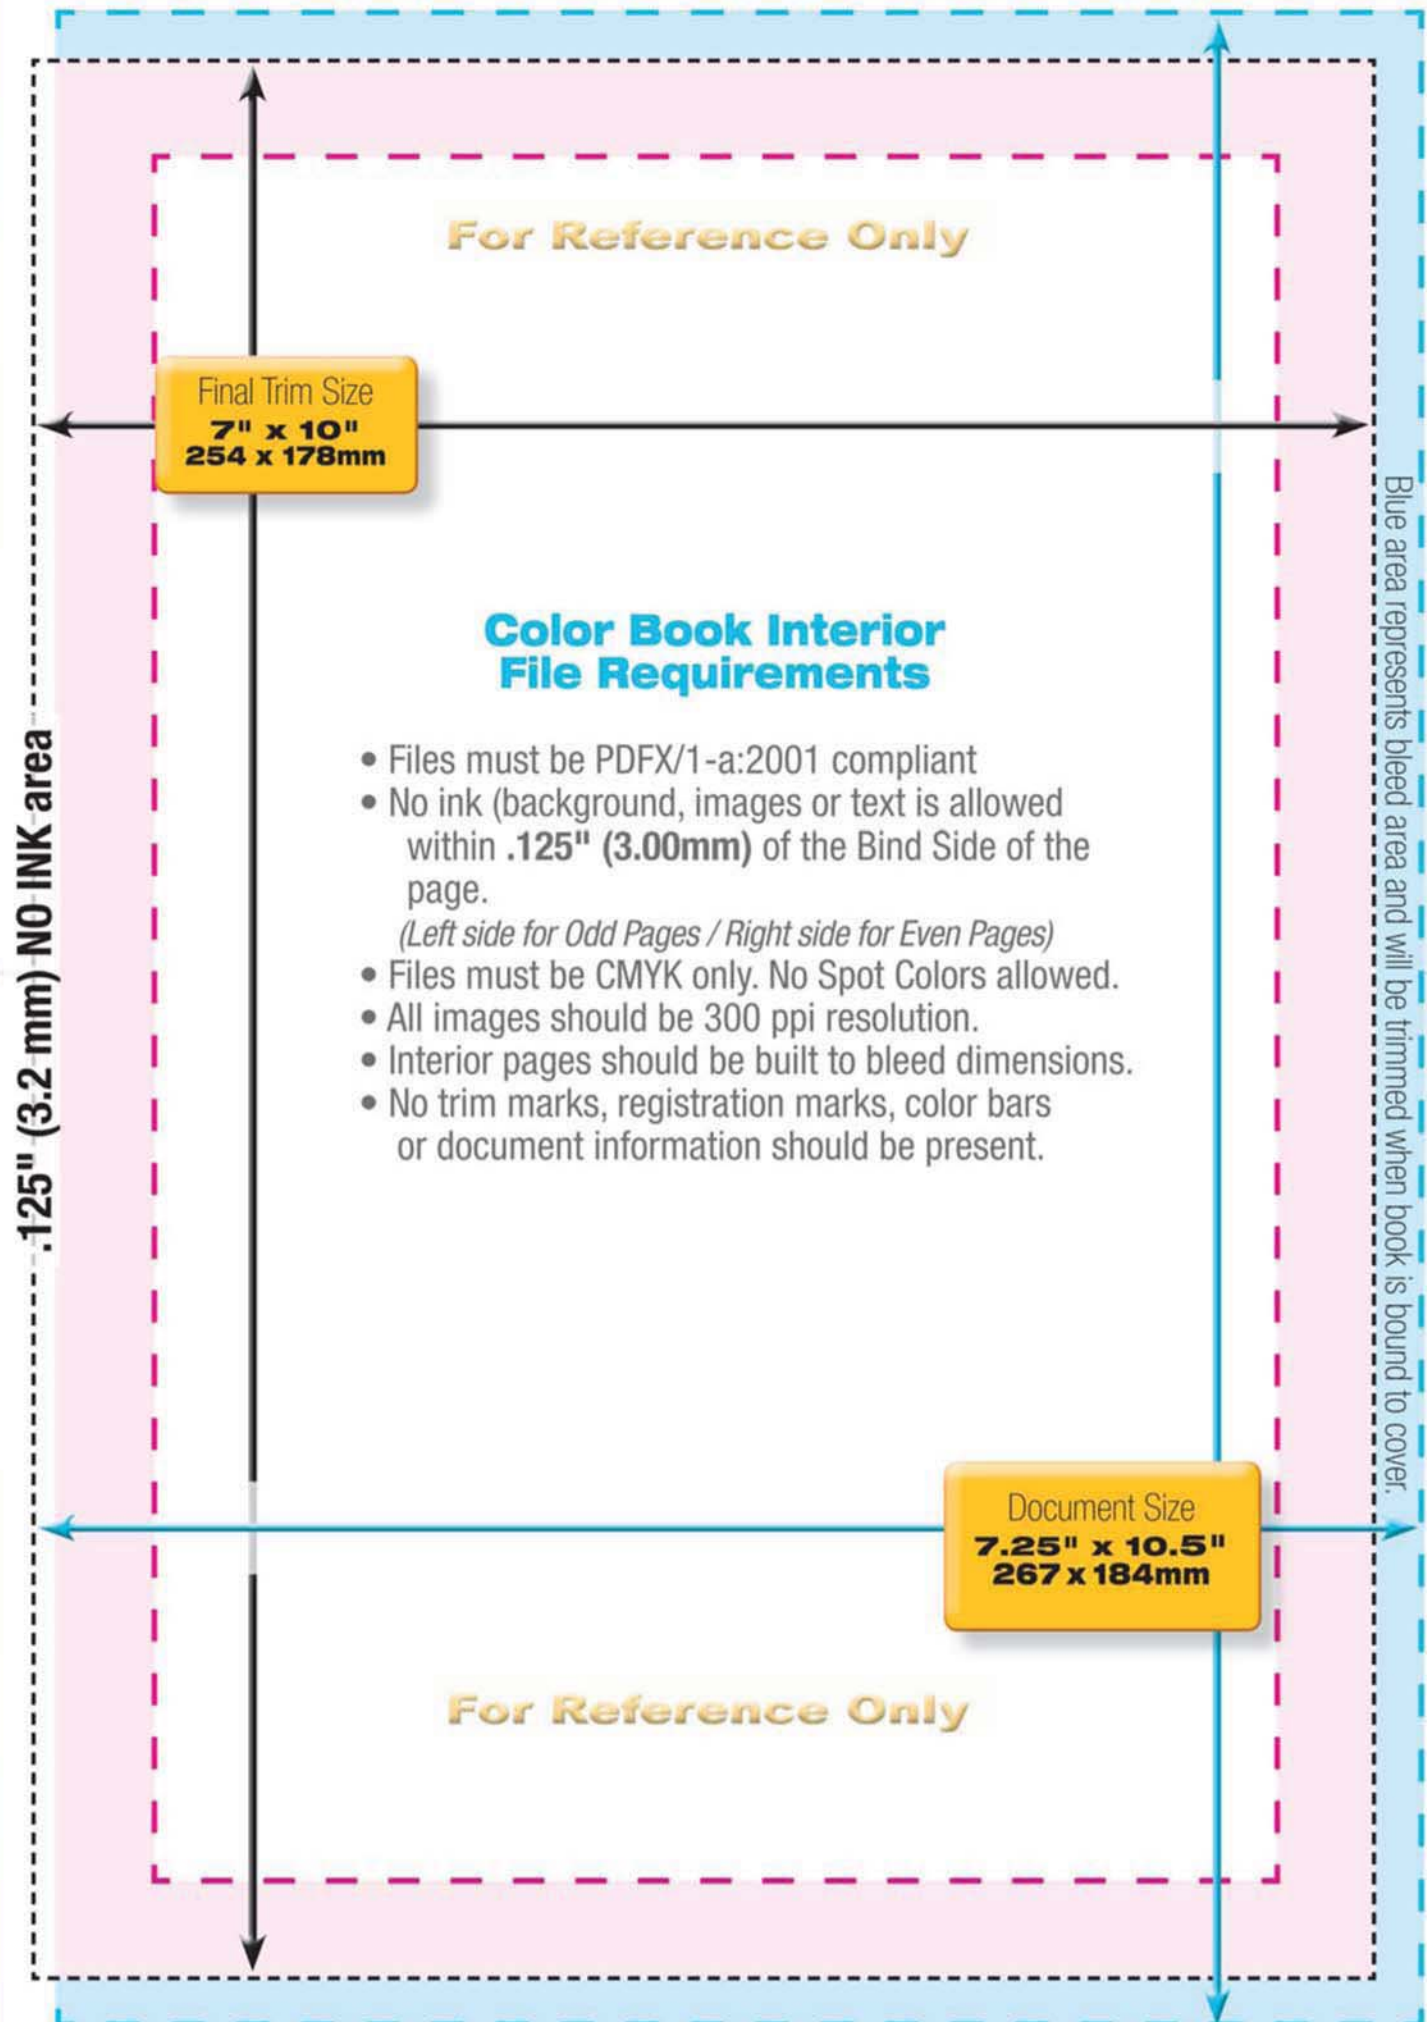 For Reference Only
Final Trim Size
7" x 10"
254 x 178mm
Color Book Interior
File Requirements
• Files must be PDFX/1-a:2001 compliant
• No ink (background, images or text is allowed
within .125" (3.00mm) of the Bind Side of the
page.
(Left side for Odd Pages / Right side for Even Pages)
• Files must be CMYK only. No Spot Colors allowed.
• All images should be 300 ppi resolution.
• Interior pages should be built to bleed dimensions.
• No trim marks, registration marks, color bars
or document information should be present.
.125" (3.2 mm) NO INK area
Blue area represents bleed area and will be trimmed when book is bound to cover.
Document Size
7.25" x 10.5"
267 x 184mm
For Reference Only